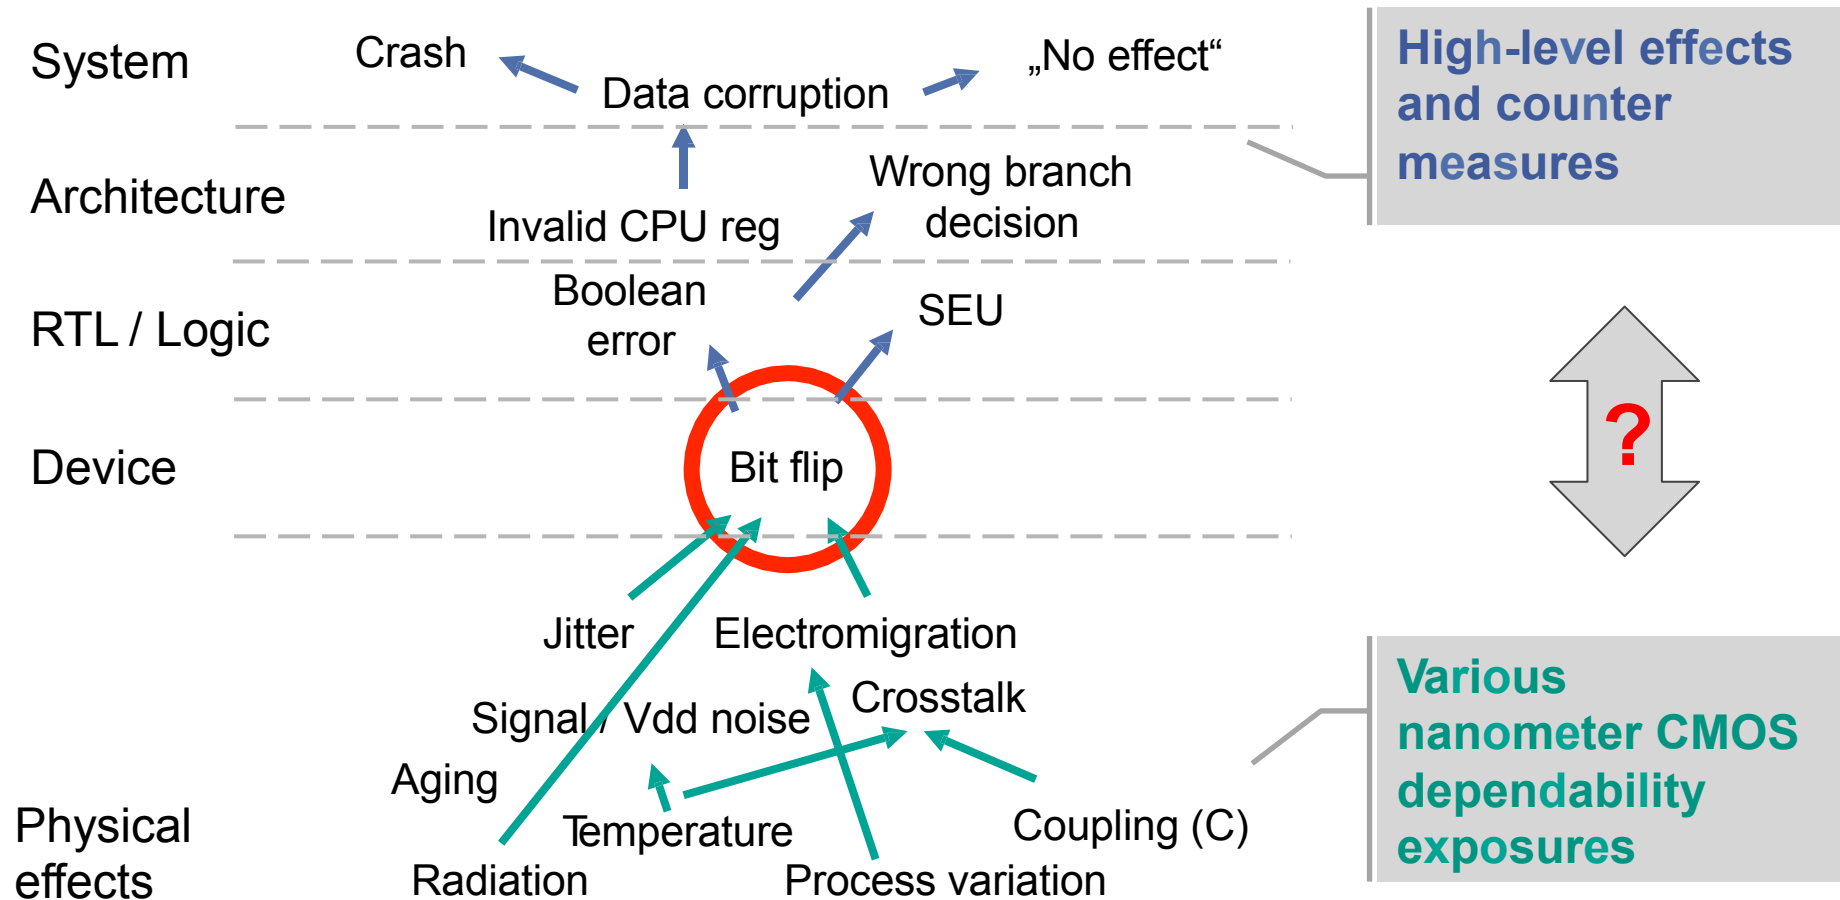 System
Crash
Data corruption
„No effect“
High-level effects
and counter
measures
Architecture
Invalid CPU reg
Wrong branch
decision
RTL / Logic
Boolean
error
SEU
Device
Bit flip
?
Jitter
Electromigration
Signal / Vdd noise
Crosstalk
Aging
Temperature
Coupling (C)
Radiation
Process variation
Physical
effects
Various
nanometer CMOS
dependability
exposures